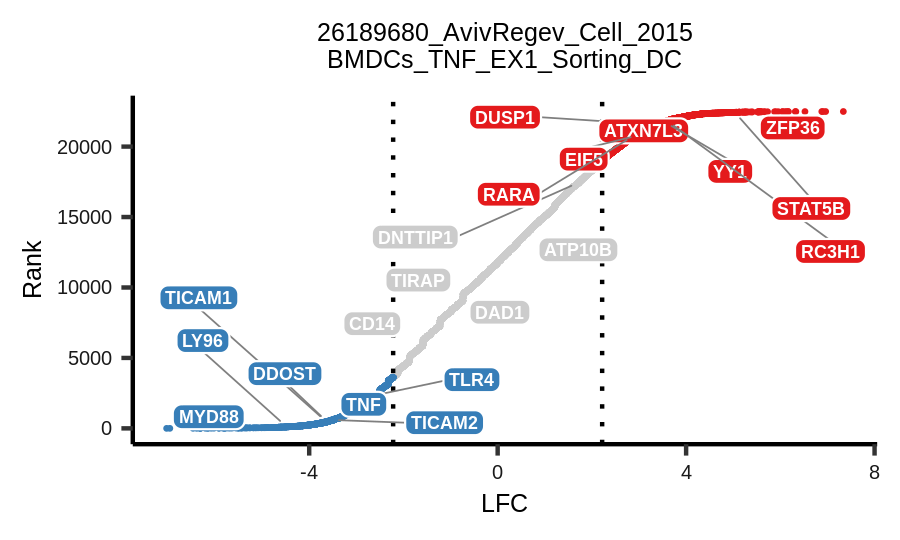 26189680_AvivRegev_Cell_2015
BMDCs_TNF_EX1_Sorting_DC
DUSP1
ATXN7L3
ZFP36
20000
EIF5
YY1
RARA
STAT5B
15000
DNTTIP1
ATP10B
RC3H1
Rank
TIRAP
10000
TICAM1
DAD1
CD14
LY96
5000
DDOST
TLR4
TNF
MYD88
TICAM2
0
-4
0
4
8
LFC